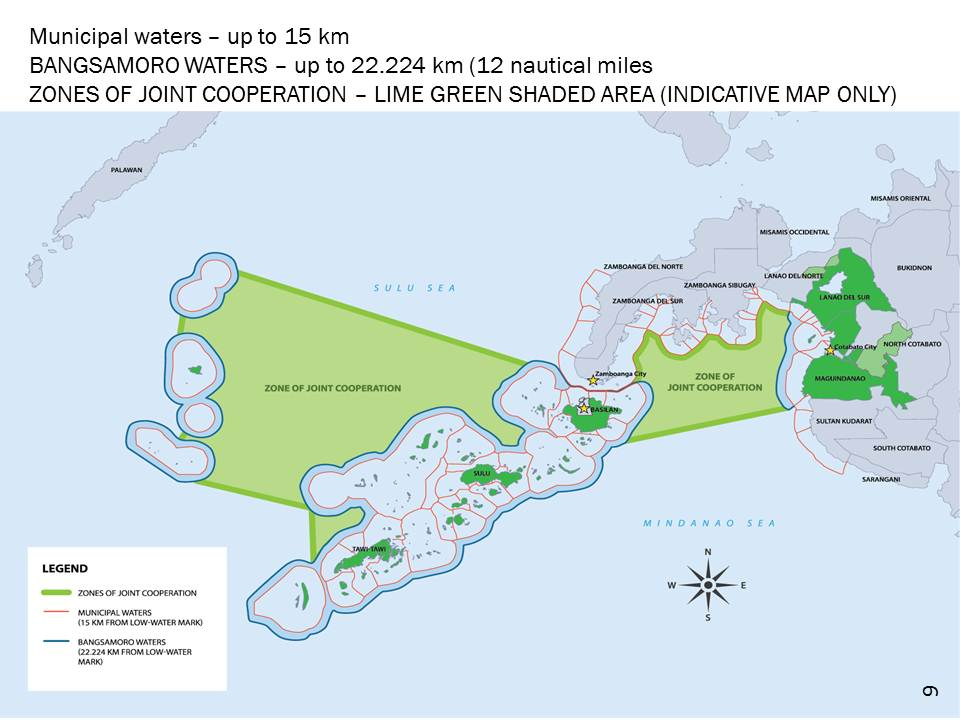 Municipal waters – up to 15 km
BANGSAMORO WATERS – up to 22.224 km (12 nautical miles
ZONES OF JOINT COOPERATION – LIME GREEN SHADED AREA (INDICATIVE MAP ONLY)
PALAWAN
MISAMIS ORIENTAL
MISAMIS OCCIDENTAL
ZAMBOANGA DEL NORTE
LANAO DEL NORTE
BUKIDNON
SULU SEA
ZAMBOANGA SIBUGAY
ZAMBOANGA DEL SUR
LANAO DEL SUR
Cotabato City
NORTH COTABATO
Zamboanga City
ZONE OF
JOINT COOPERATION
MAGUINDANAO
ZONE OF JOINT COOPERATION
BASILAN
SULTAN KUDARAT
SOUTH COTABATO
SULU
SARANGANI
MINDANAO SEA
TAWI-TAWI
N
W
E
S
LEGEND
ZONES OF JOINT COOPERATION
MUNICIPAL WATERS
(15 KM FROM LOW-WATER MARK)
BANGSAMORO WATERS
(22.224 KM FROM LOW-WATER
MARK)
9